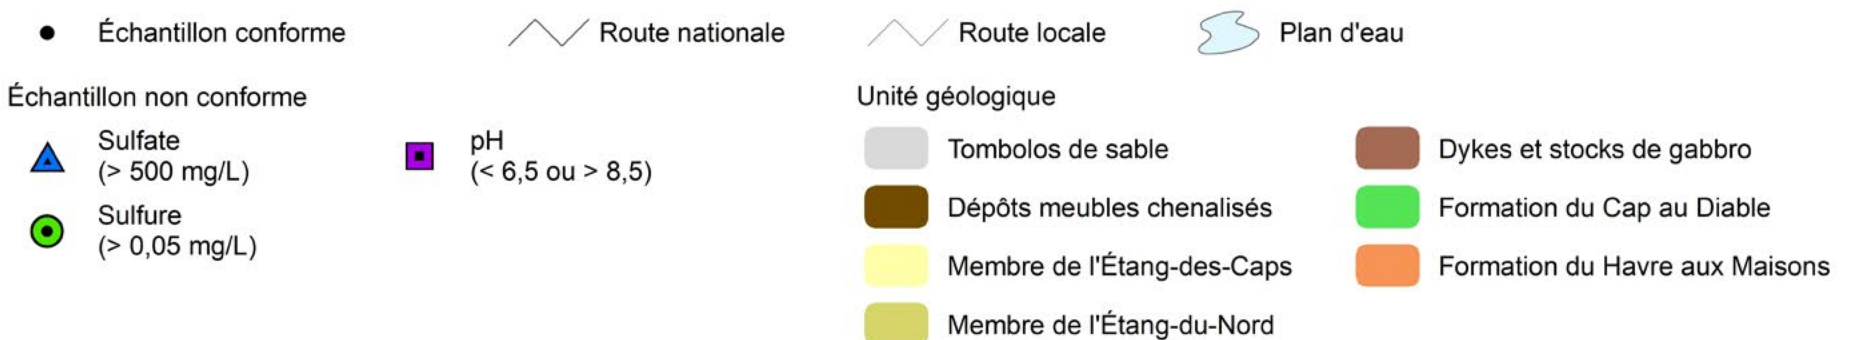 Échantillon conforme
Route nationale
Route locale
Plan d'eau
Échantillon non conforme
Sulfate
(> 500 mg/L)
pH
(< 6,5 ou > 8,5)
Sulfure
(> 0,05 mg/L)
Unité géologique
Tombolos de sable
Dépôts meubles chenalisés
Membre de l'Étang-des-Caps
Membre de l'Étang-du-Nord
Dykes et stocks de gabbro
Formation du Cap au Diable
Formation du Havre aux Maisons